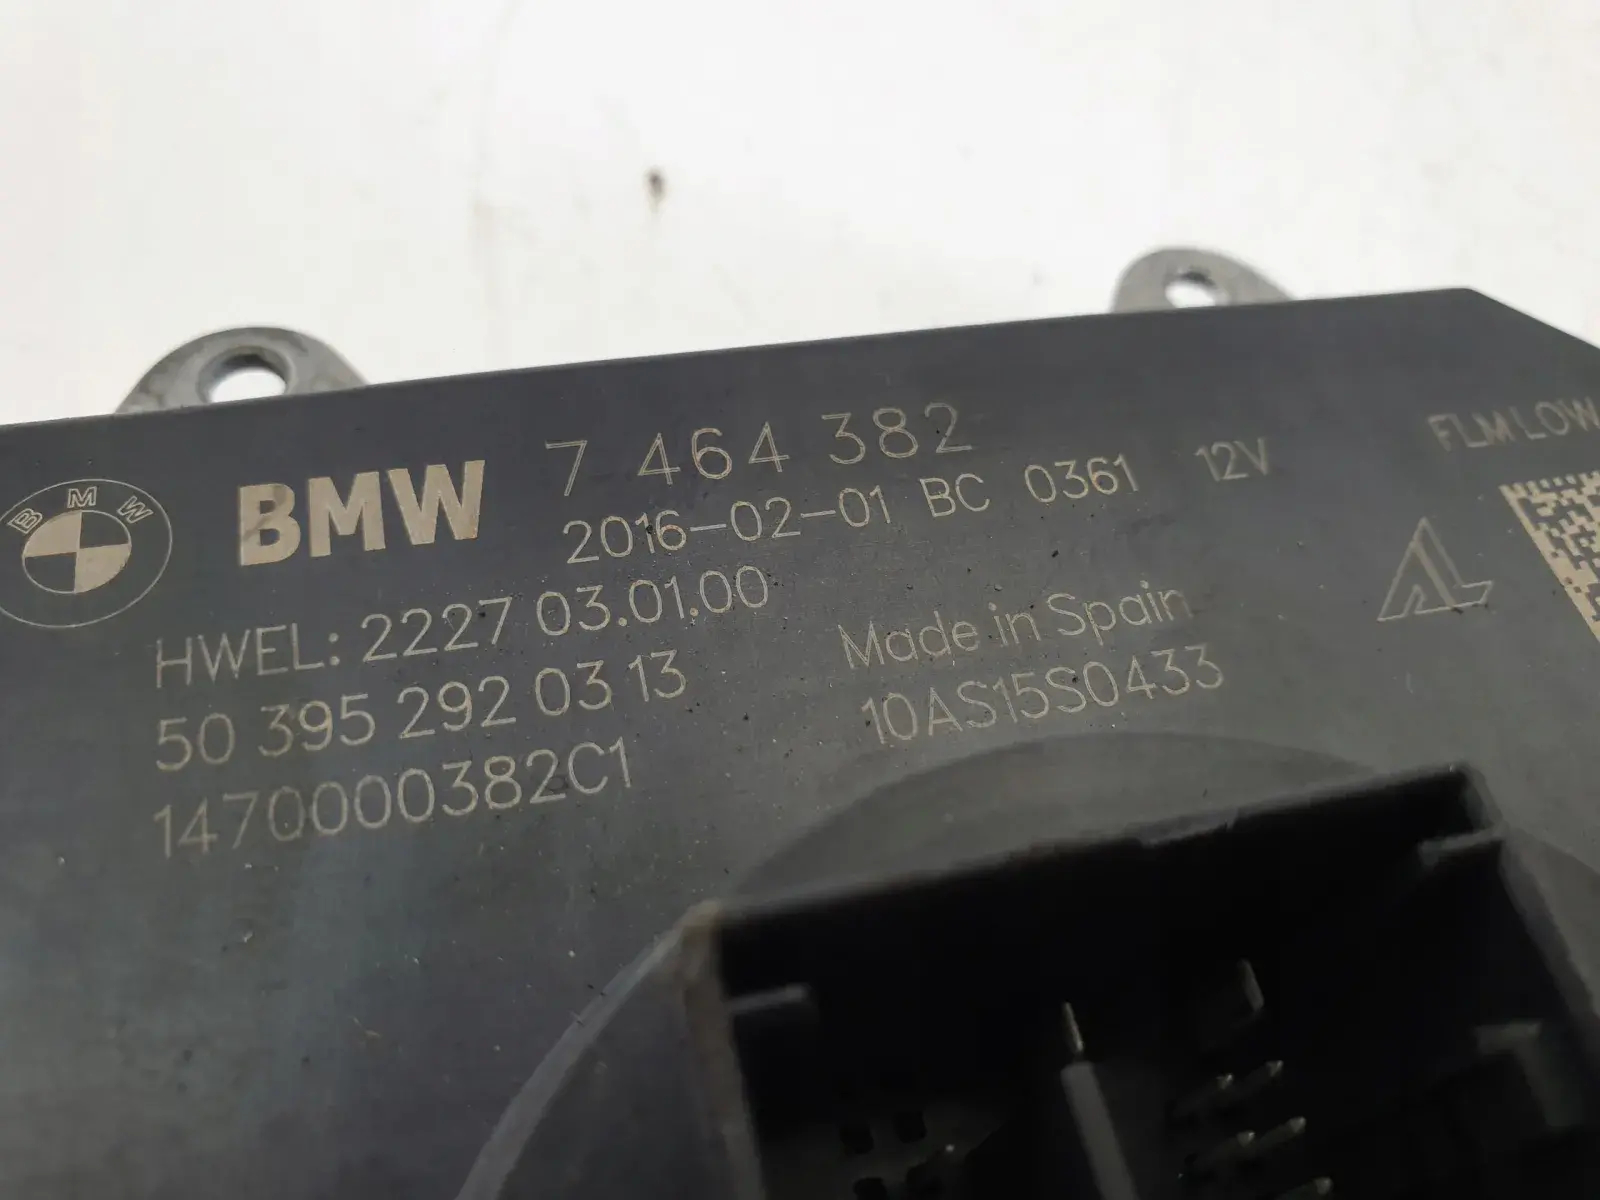 BMW
BMW 7 464 382
2016-02-01 BC 0361 12V
FLM LOW
HWEL: 2227 03.01.00
50 395 292 03 13
Made in Spain
1470000382C1
10AS15S0433